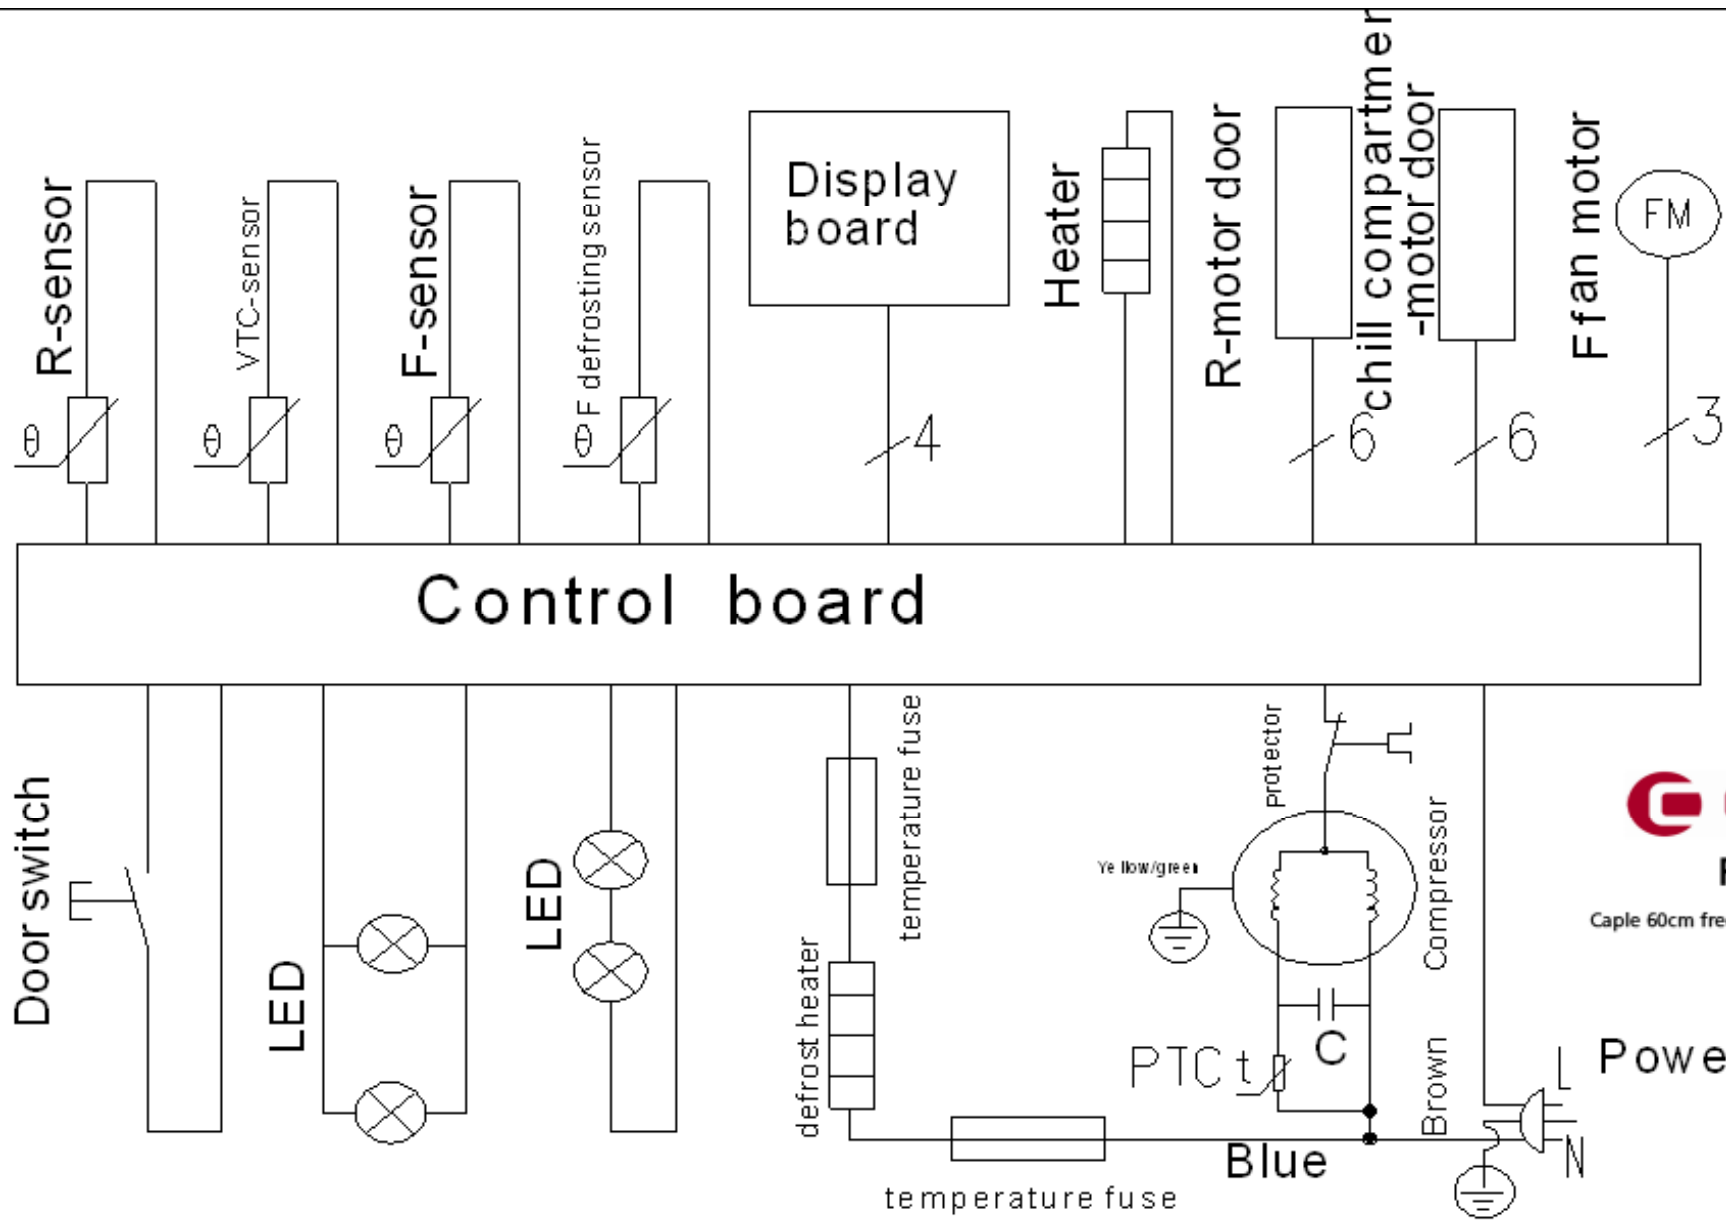 R-sensor
VTC-sensor
F-sensor
F defrosting sensor
Display
board
Heater
R-motor door
chill compartmen
-motor door
F fan motor
FM
θ
θ
θ
θ
4
6
6
3
Control board
Door switch
LED
LED
temperature fuse
defrost heater
temperature fuse
Protector
Yellow/green
Compressor
PTC t
C
Brown
Blue
L
N
Powe
Caple 60cm free